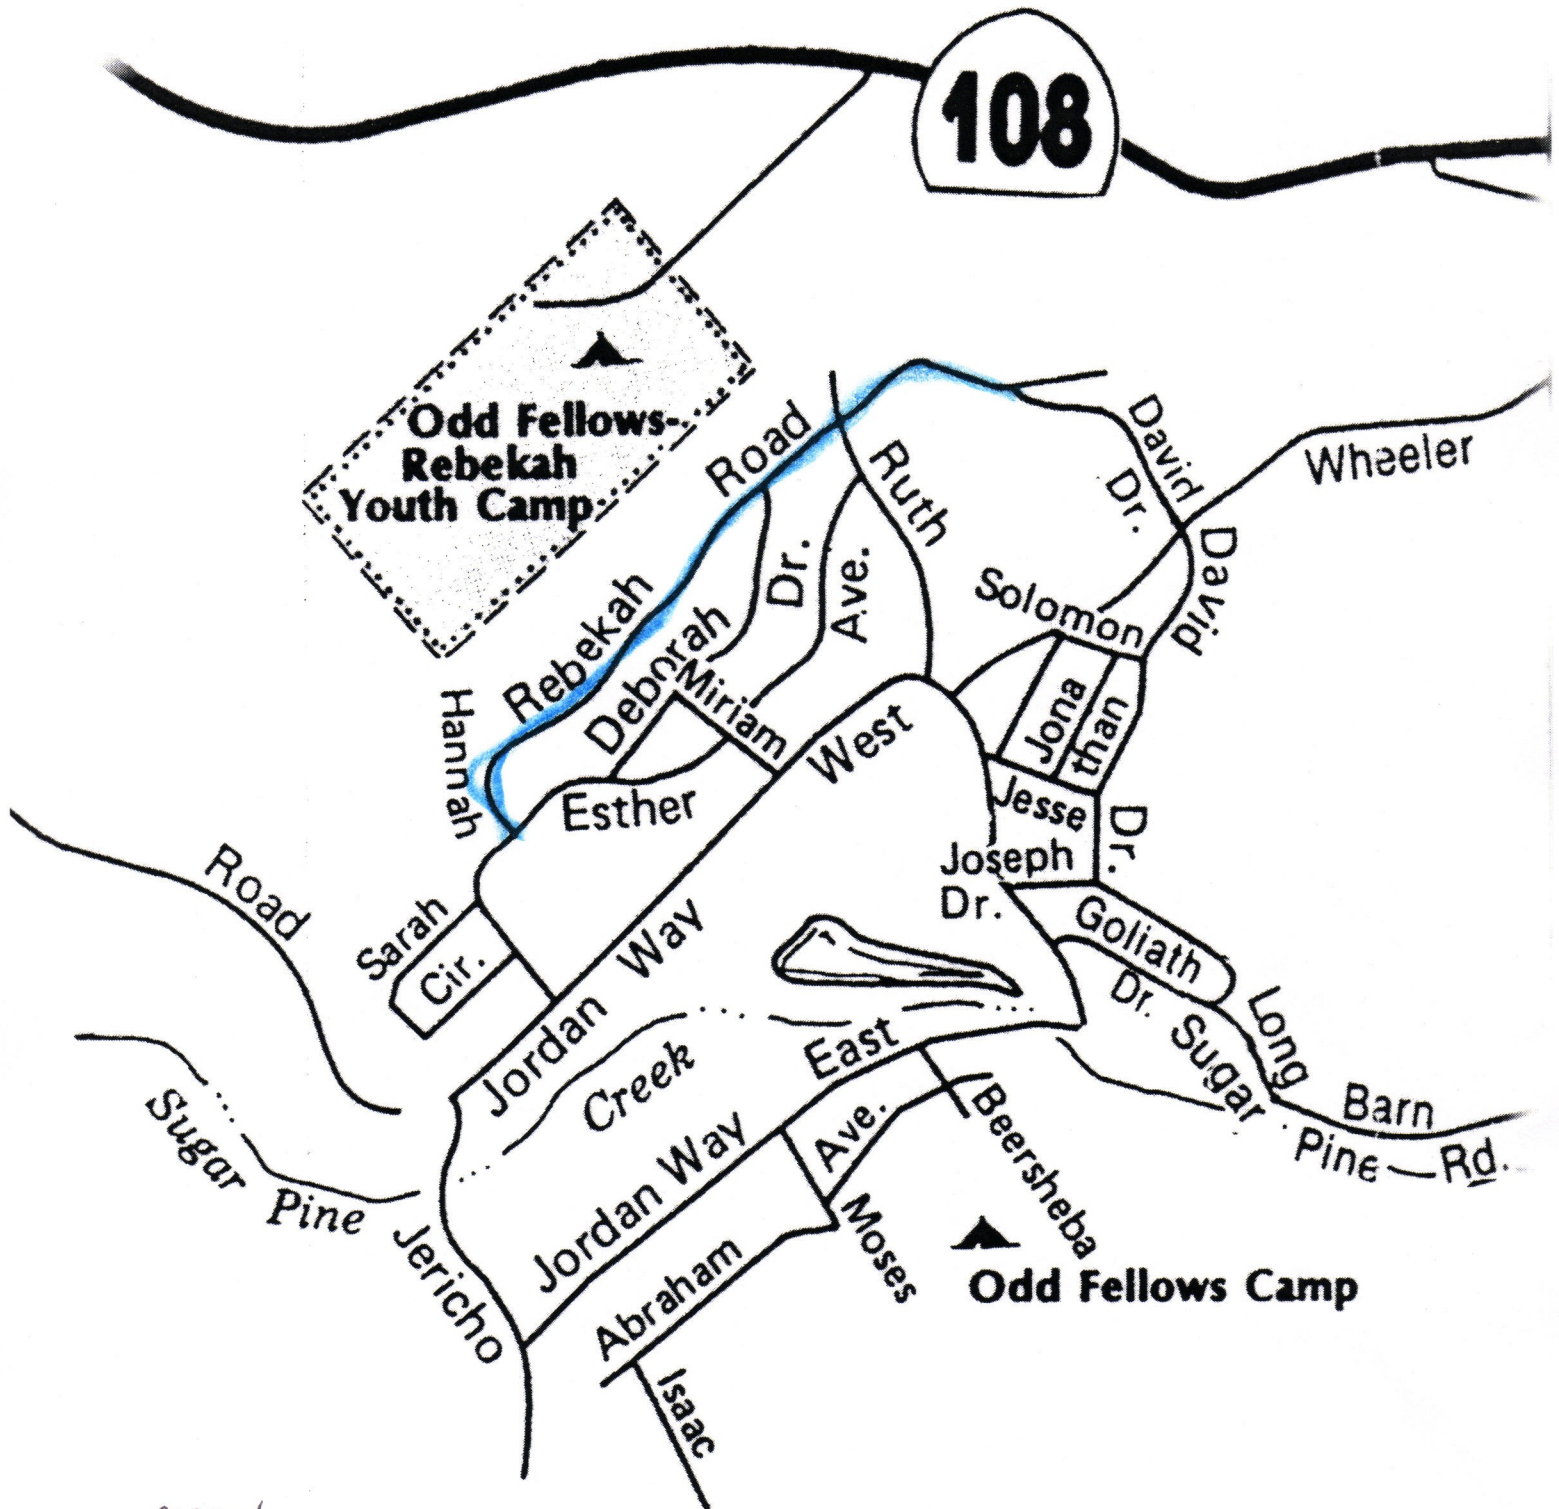 108
Odd Fellows-
Rebekah
Youth Camp
Rebekah Road
Ruth
David Dr.
Wheeler
David
Solomon
Deborah Dr.
Miriam Ave.
Hannah
Esther
West
Jona
than
Jesse
Joseph
Dr.
Dr.
Road
Sarah
Cir.
Jordan Way
Goliath
Dr.
Long Barn
Sugar Pine Rd.
Creek
East
Sugar Pine
Jordan Way
Ave.
Beersheba
Moses
Jericho
Abraham
Isaac
Odd Fellows Camp